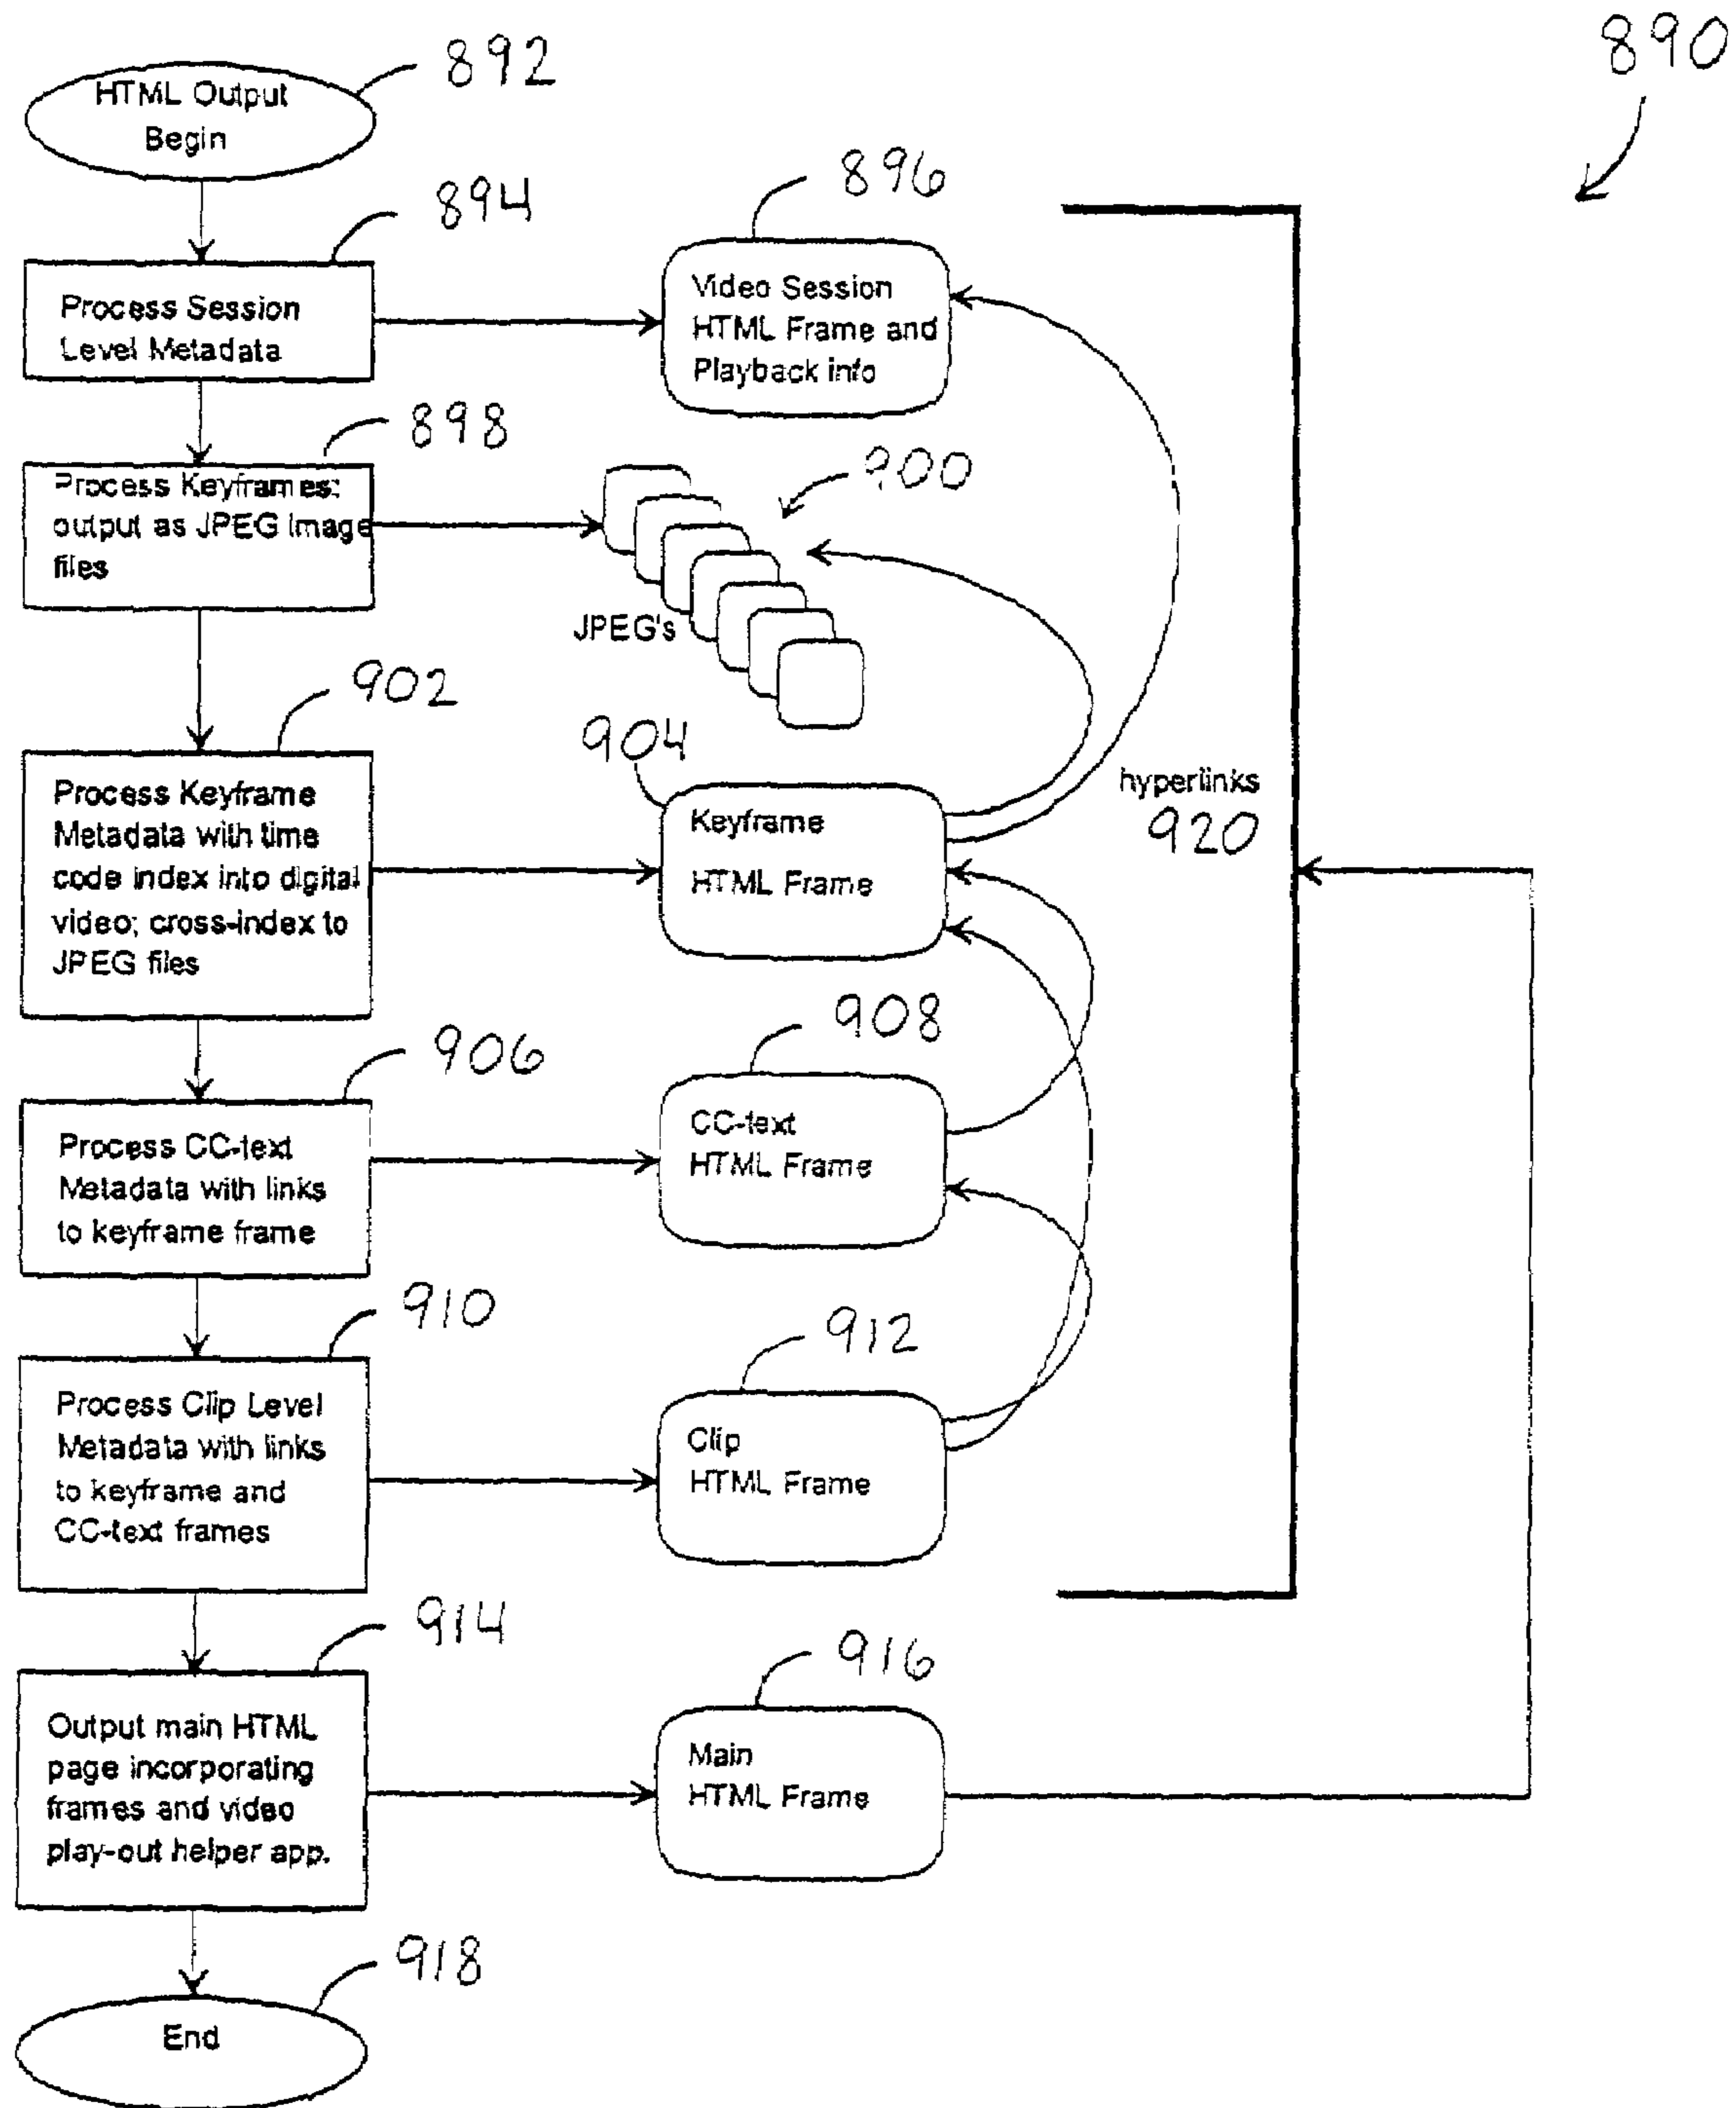 890
892
HTML Output
Begin
894
Process Session
Level Metadata
896
Video Session
HTML Frame and
Playback info
898
Process Keyframes:
output as JPEG image
files
900
JPEG's
902
Process Keyframe
Metadata with time
code index into digital
video; cross-index to
JPEG files
904
Keyframe
HTML Frame
hyperlinks
920
906
Process CC-text
Metadata with links
to keyframe frame
908
CC-text
HTML Frame
910
Process Clip Level
Metadata with links
to keyframe and
CC-text frames
912
Clip
HTML Frame
914
Output main HTML
page incorporating
frames and video
play-out helper app.
916
Main
HTML Frame
918
End